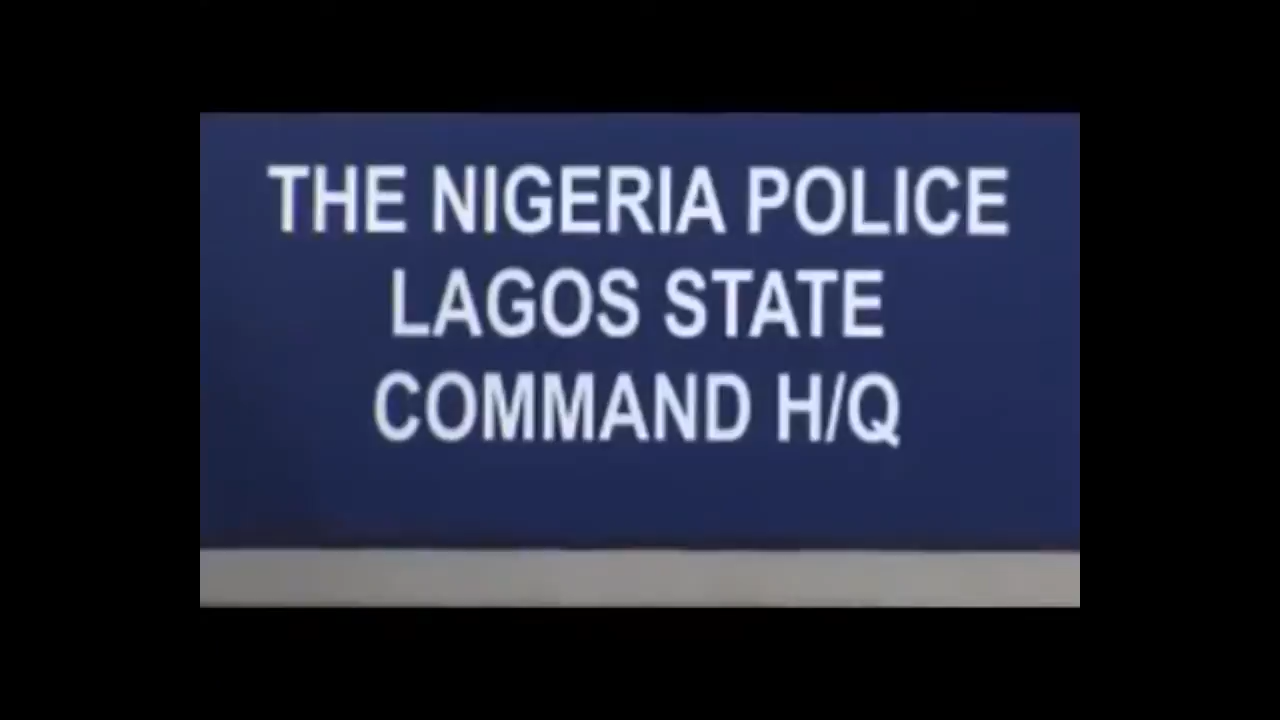 THE NIGERIA POLICE
LAGOS STATE
COMMAND H/Q